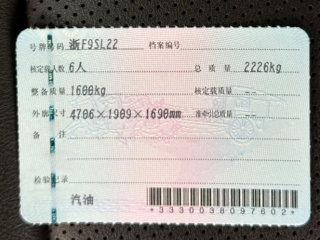 号牌号码 浙F9SL22 档案编号
核定载人数 6人 总质量 2226kg
整备质量 1600kg 核定载质量 --
外廓尺寸 4706×1909×1690mm 准牵引总质量 --
备注
检验记录
汽油
*3330038097602*